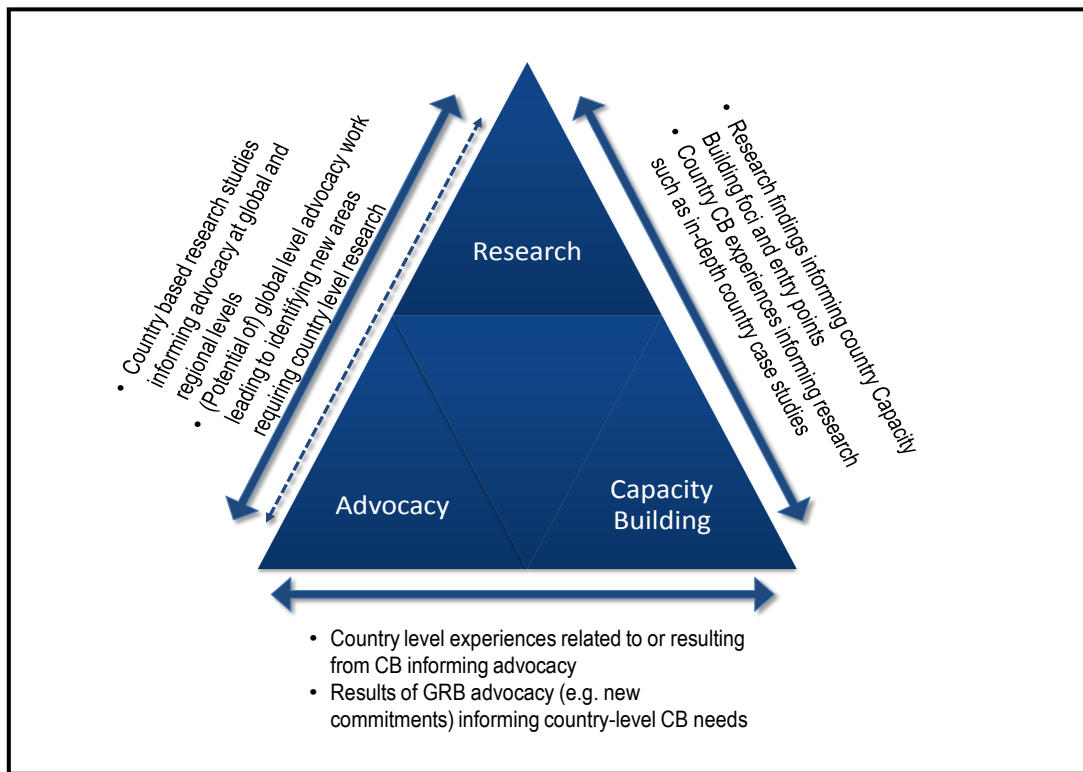 • Country based research studies
informing advocacy at global and
regional levels
• (Potential of) global level advocacy work
leading to identifying new areas
requiring country level research
• Research findings informing country Capacity
Building foci and entry points
• Country CB experiences informing research
such as in-depth country case studies
Research
Advocacy
Capacity
Building
• Country level experiences related to or resulting
from CB informing advocacy
• Results of GRB advocacy (e.g. new
commitments) informing country-level CB needs